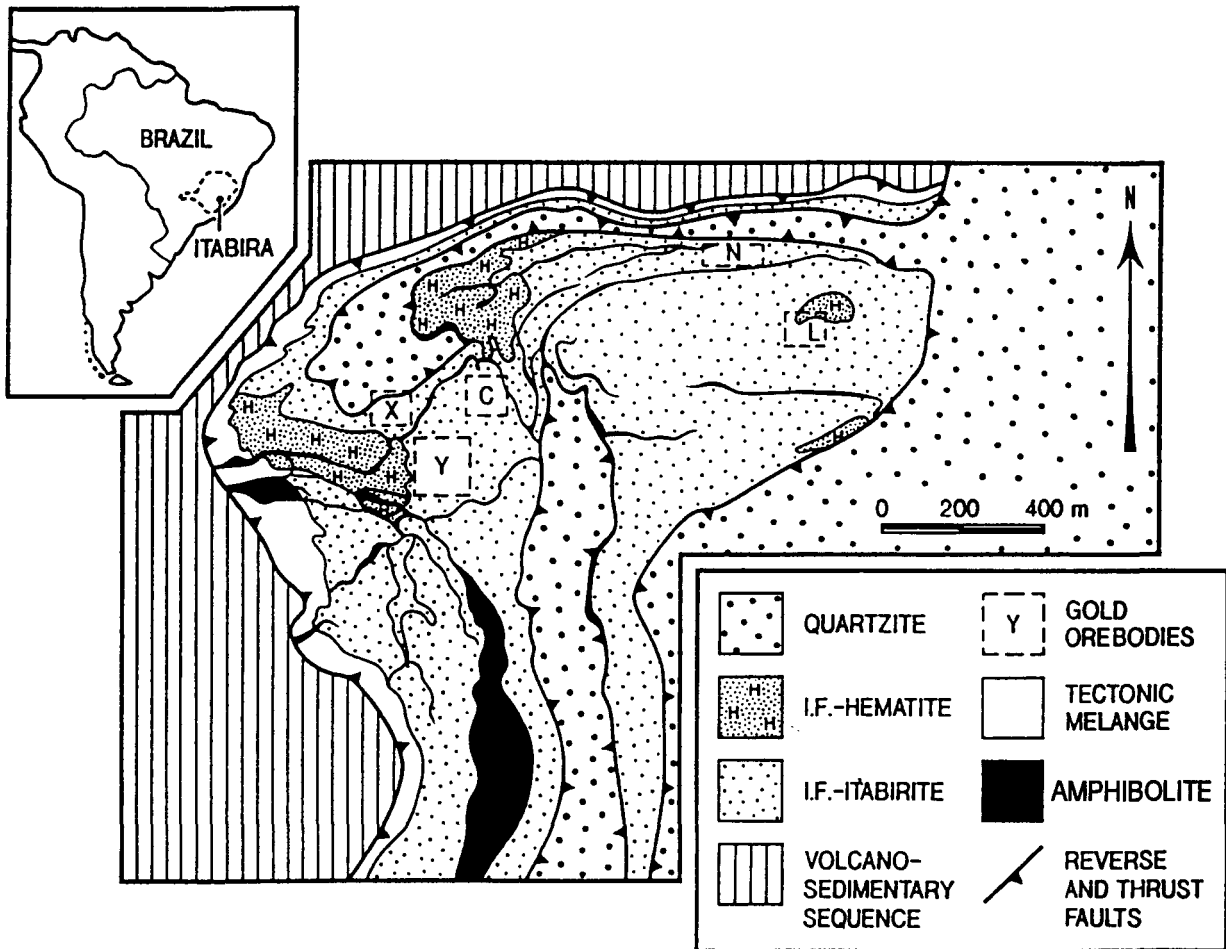 BRAZIL
ITABIRA
N
H
H
H
H
H
H
N
H
L
C
X
H
H
H
H
H
Y
H
0 200 400 m
QUARTZITE
Y
GOLD
OREBODIES
H
H H
I.F.-HEMATITE
TECTONIC
MELANGE
I.F.-ITABIRITE
AMPHIBOLITE
VOLCANO-
SEDIMENTARY
SEQUENCE
REVERSE
AND THRUST
FAULTS